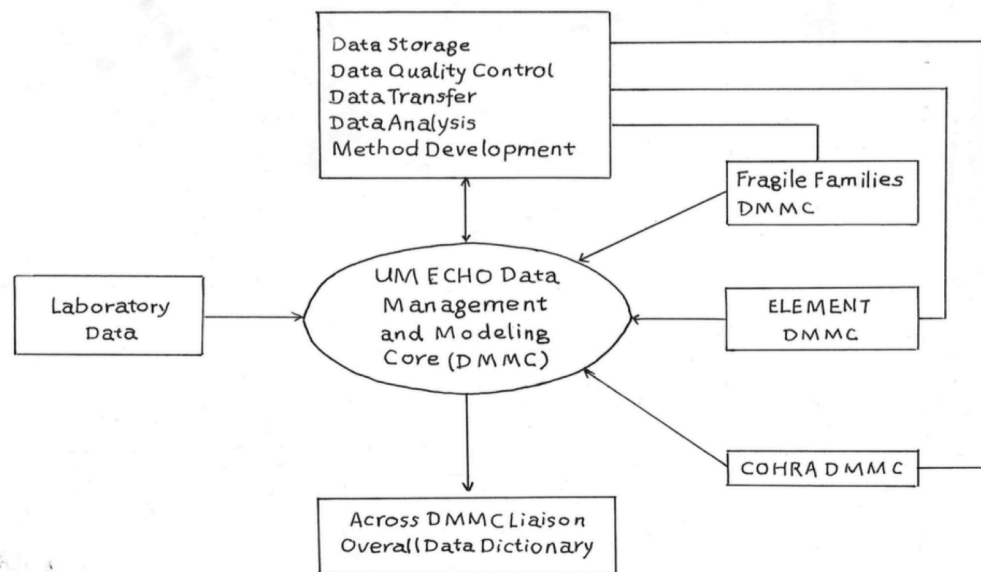 Data Storage
Data Quality Control
Data Transfer
Data Analysis
Method Development
Fragile Families
DMMC
UM ECHO Data
Management
and Modeling
Core (DMMC)
Laboratory
Data
ELEMENT
DMMC
COHRA DMMC
Across DMMC Liaison
Overall Data Dictionary